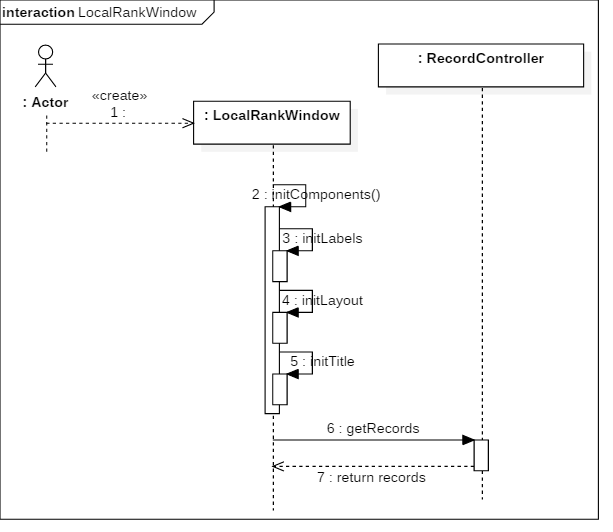 interaction LocalRankWindow
: RecordController
«create»
: Actor
1 :
: LocalRankWindow
2 : initComponents()
3 : initLabels
4 : initLayout
5 : initTitle
6 : getRecords
7 : return records